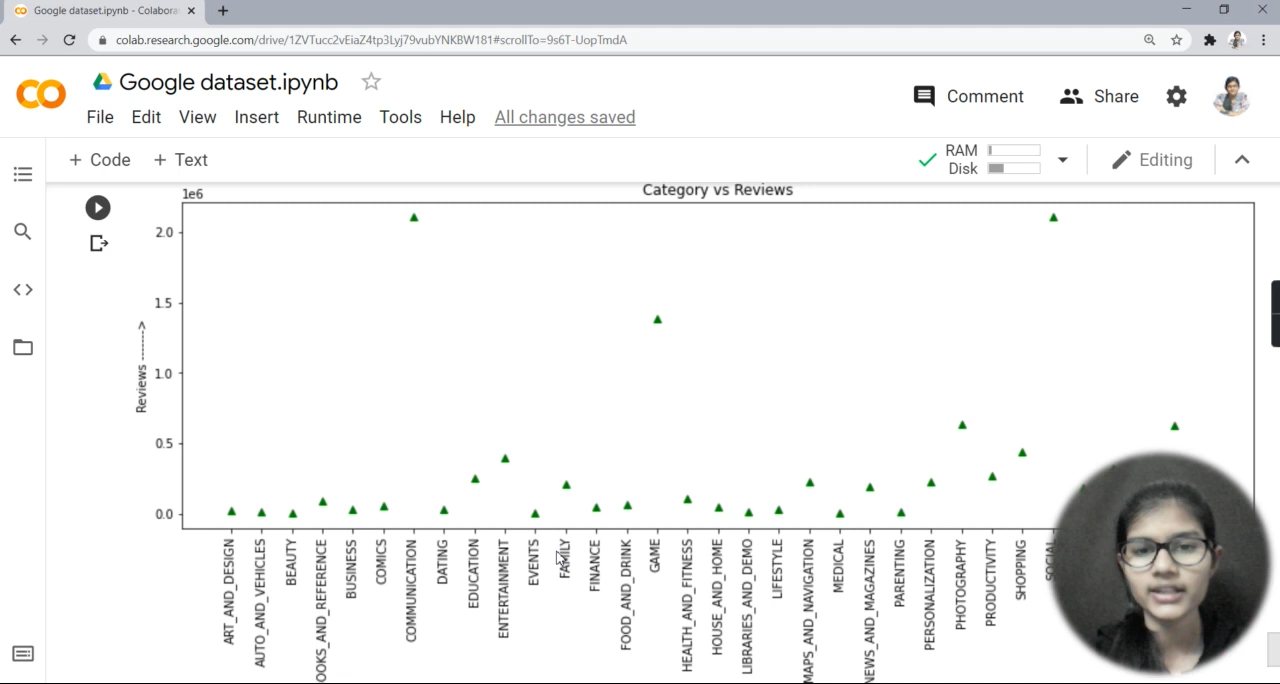 Google dataset.ipynb - Colabora
colab.research.google.com/drive/1ZVTucc2vEiaZ4tp3Lyj79vubYNKBW181#scrollTo=9s6T-UopTmdA
CO Google dataset.ipynb
Comment Share
File Edit View Insert Runtime Tools Help All changes saved
+ Code + Text
RAM
Disk
Editing
Category vs Reviews
1e6
2.0
1.5
1.0
0.5
0.0
Reviews ------->
ART_AND_DESIGN
AUTO_AND_VEHICLES
BEAUTY
OOKS_AND_REFERENCE
BUSINESS
COMICS
COMMUNICATION
DATING
EDUCATION
ENTERTAINMENT
EVENTS
FAMILY
FINANCE
FOOD_AND_DRINK
GAME
HEALTH_AND_FITNESS
HOUSE_AND_HOME
LIBRARIES_AND_DEMO
LIFESTYLE
MAPS_AND_NAVIGATION
MEDICAL
NEWS_AND_MAGAZINES
PARENTING
PERSONALIZATION
PHOTOGRAPHY
PRODUCTIVITY
SHOPPING
SOCIAL